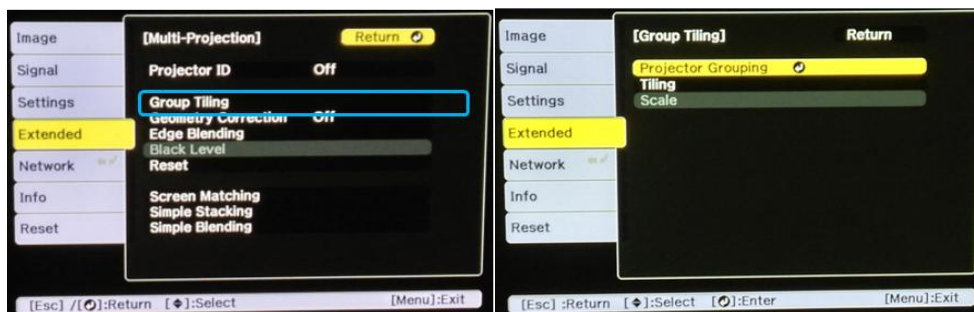 Image
Signal
Settings
Extended
Network
Info
Reset
[Multi-Projection] Return
Projector ID Off
Group Tiling
Geometry Correction Off
Edge Blending
Black Level
Reset
Screen Matching
Simple Stacking
Simple Blending
[Esc] /[ ]:Return [ ]:Select [Menu]:Exit
Image
Signal
Settings
Extended
Network
Info
Reset
[Group Tiling] Return
Projector Grouping
Tiling
Scale
[Esc] :Return [ ]:Select [ ]:Enter [Menu]:Exit